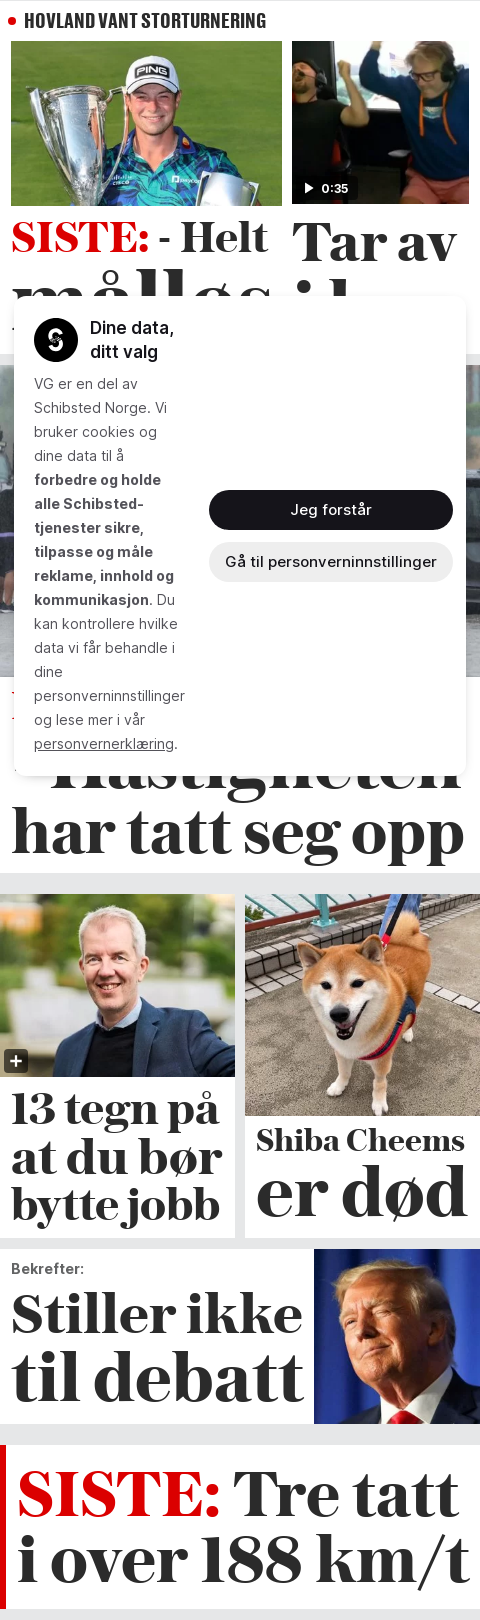 HOVLAND VANT STORTURNERING
PING
0:35
SISTE: - Helt
målløs
Tar av
Dine data,
ditt valg
VG er en del av
Schibsted Norge. Vi
bruker cookies og
dine data til å
forbedre og holde
alle Schibsted-
tjenester sikre,
tilpasse og måle
reklame, innhold og
kommunikasjon. Du
kan kontrollere hvilke
data vi får behandle i
dine
personverninnstillinger
og lese mer i vår
personvernerklæring.
Jeg forstår
Gå til personverninnstillinger
Hastigheten
har tatt seg opp
13 tegn på
at du bør
bytte jobb
Shiba Cheems
er død
Bekrefter:
Stiller ikke
til debatt
SISTE: Tre tatt
i over 188 km/t